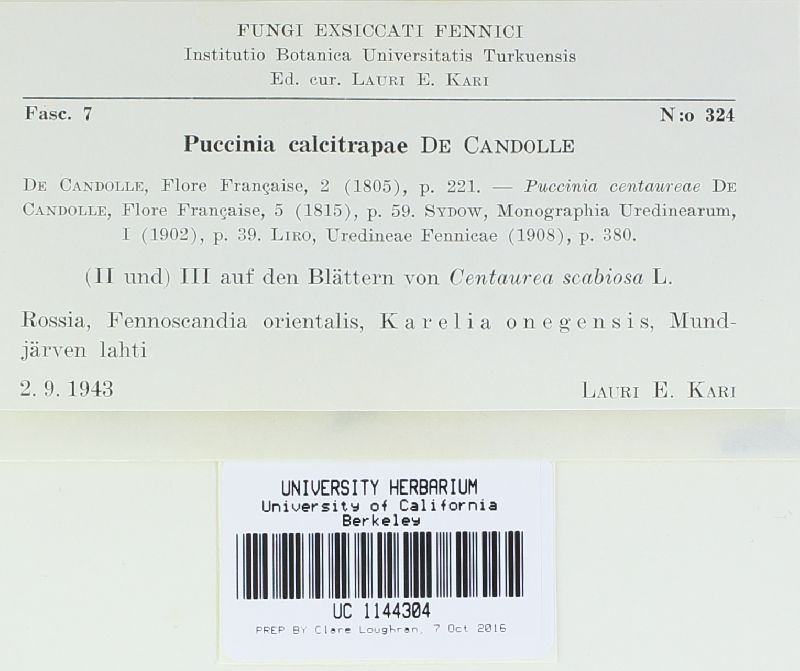 FUNGI EXSICCATI FENNICI
Institutio Botanica Universitatis Turkuensis
Ed. cur. LAURI E. KARI
Fasc. 7 N:o 324
Puccinia calcitrapae DE CANDOLLE
DE CANDOLLE, Flore Française, 2 (1805), p. 221. — Puccinia centaureae DE
CANDOLLE, Flore Française, 5 (1815), p. 59. SYDOW, Monographia Uredinearum,
I (1902), p. 39. LIRO, Uredineae Fennicae (1908), p. 380.
(II und) III auf den Blättern von Centaurea scabiosa L.
Rossia, Fennoscandia orientalis, Karelia onegensis, Mund-
järven lahti
2. 9. 1943 LAURI E. KARI
UNIVERSITY HERBARIUM
University of California
Berkeley
UC 1144304
PREP BY Clare Loughran, 7 Oct 2016